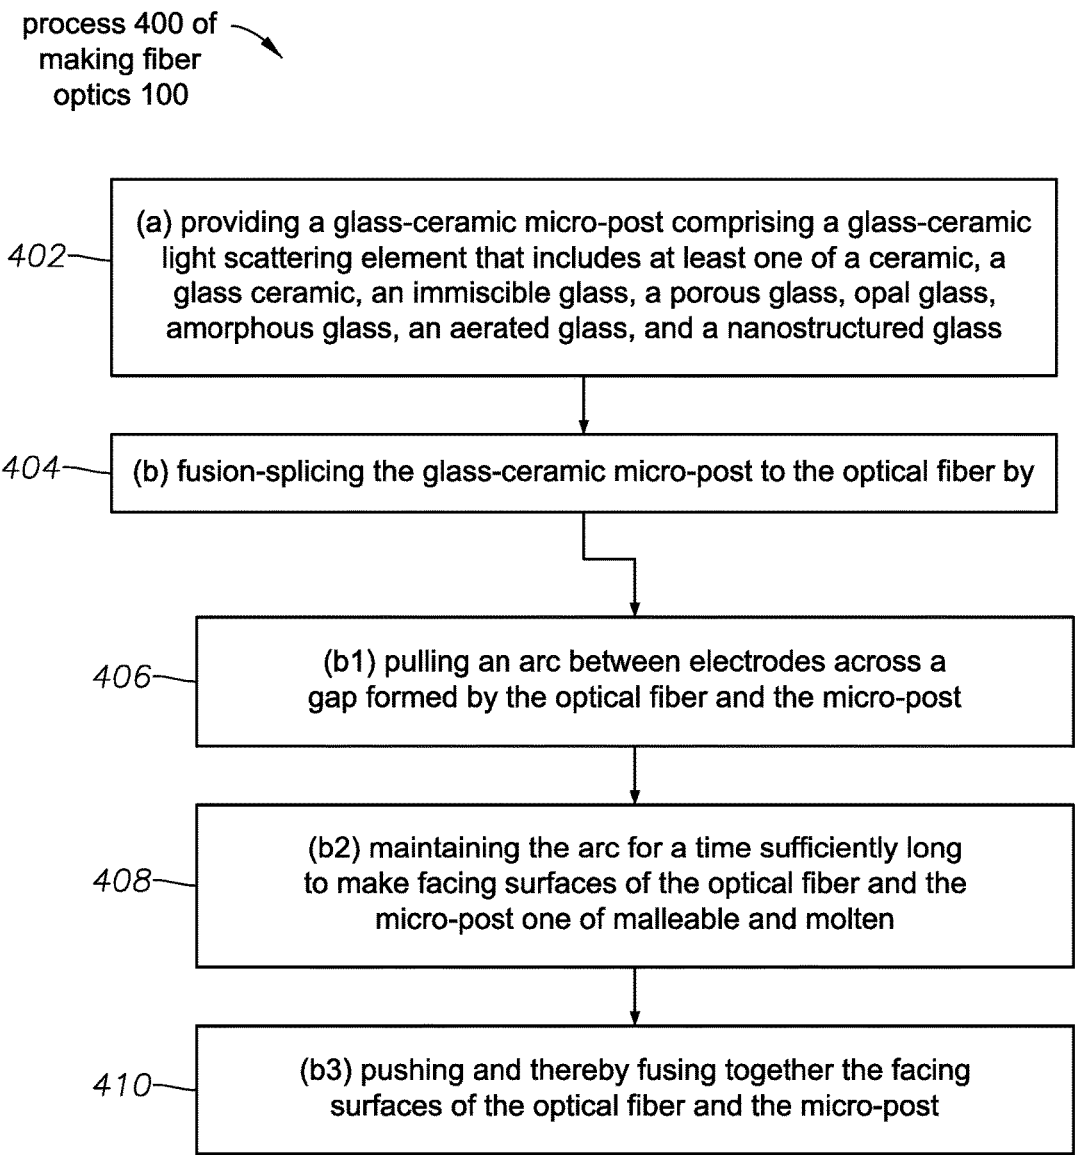 process 400 of
making fiber
optics 100
402
(a) providing a glass-ceramic micro-post comprising a glass-ceramic
light scattering element that includes at least one of a ceramic, a
glass ceramic, an immiscible glass, a porous glass, opal glass,
amorphous glass, an aerated glass, and a nanostructured glass
404
(b) fusion-splicing the glass-ceramic micro-post to the optical fiber by
406
(b1) pulling an arc between electrodes across a
gap formed by the optical fiber and the micro-post
408
(b2) maintaining the arc for a time sufficiently long
to make facing surfaces of the optical fiber and the
micro-post one of malleable and molten
410
(b3) pushing and thereby fusing together the facing
surfaces of the optical fiber and the micro-post